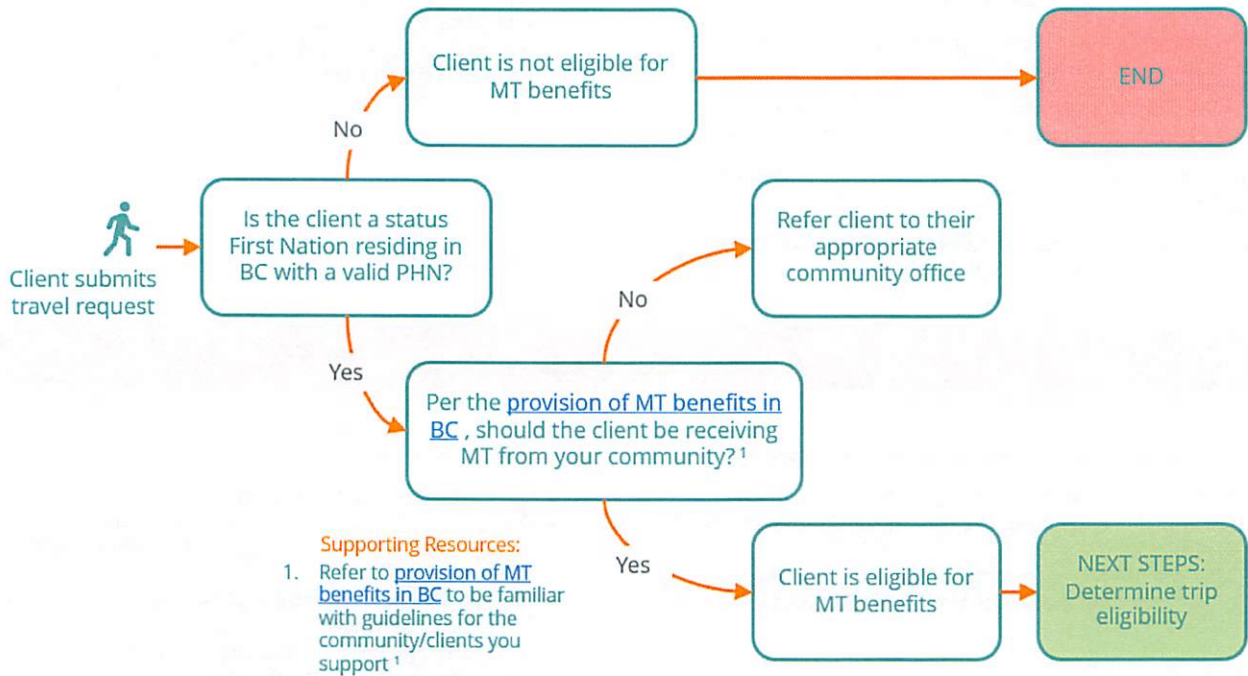 Client is not eligible for
MT benefits
END
No
Client submits
travel request
Is the client a status
First Nation residing in
BC with a valid PHN?
Refer client to their
appropriate
community office
No
Yes
Per the provision of MT benefits in
BC , should the client be receiving
MT from your community? ¹
Yes
Supporting Resources:
1. Refer to provision of MT
benefits in BC to be familiar
with guidelines for the
community/clients you
support ¹
Client is eligible for
MT benefits
NEXT STEPS:
Determine trip
eligibility